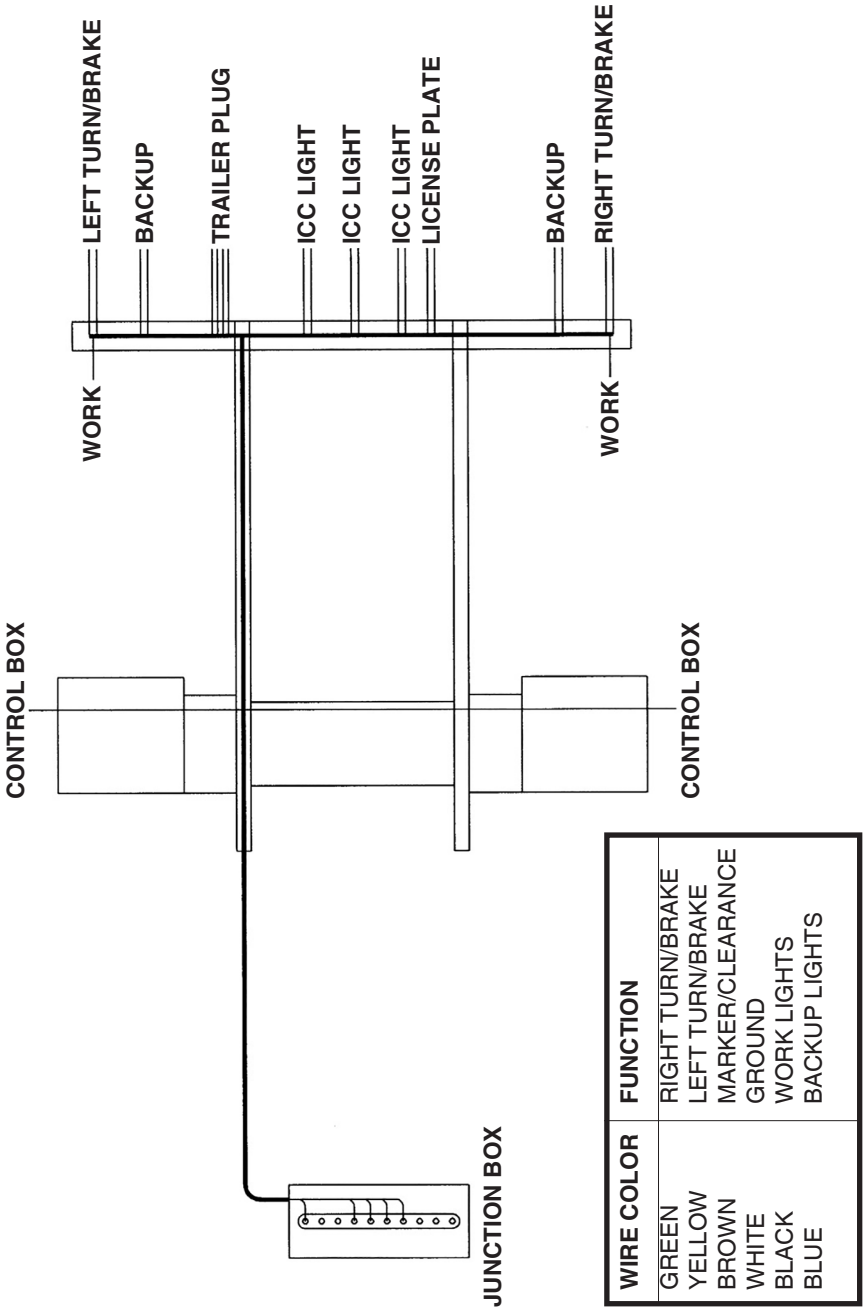 CONTROL BOX
WORK
LEFT TURN/BRAKE
BACKUP
TRAILER PLUG
ICC LIGHT
ICC LIGHT
ICC LIGHT
LICENSE PLATE
BACKUP
RIGHT TURN/BRAKE
WORK
CONTROL BOX
JUNCTION BOX
WIRE COLOR FUNCTION
GREEN RIGHT TURN/BRAKE
YELLOW LEFT TURN/BRAKE
BROWN MARKER/CLEARANCE
WHITE GROUND
BLACK WORK LIGHTS
BLUE BACKUP LIGHTS